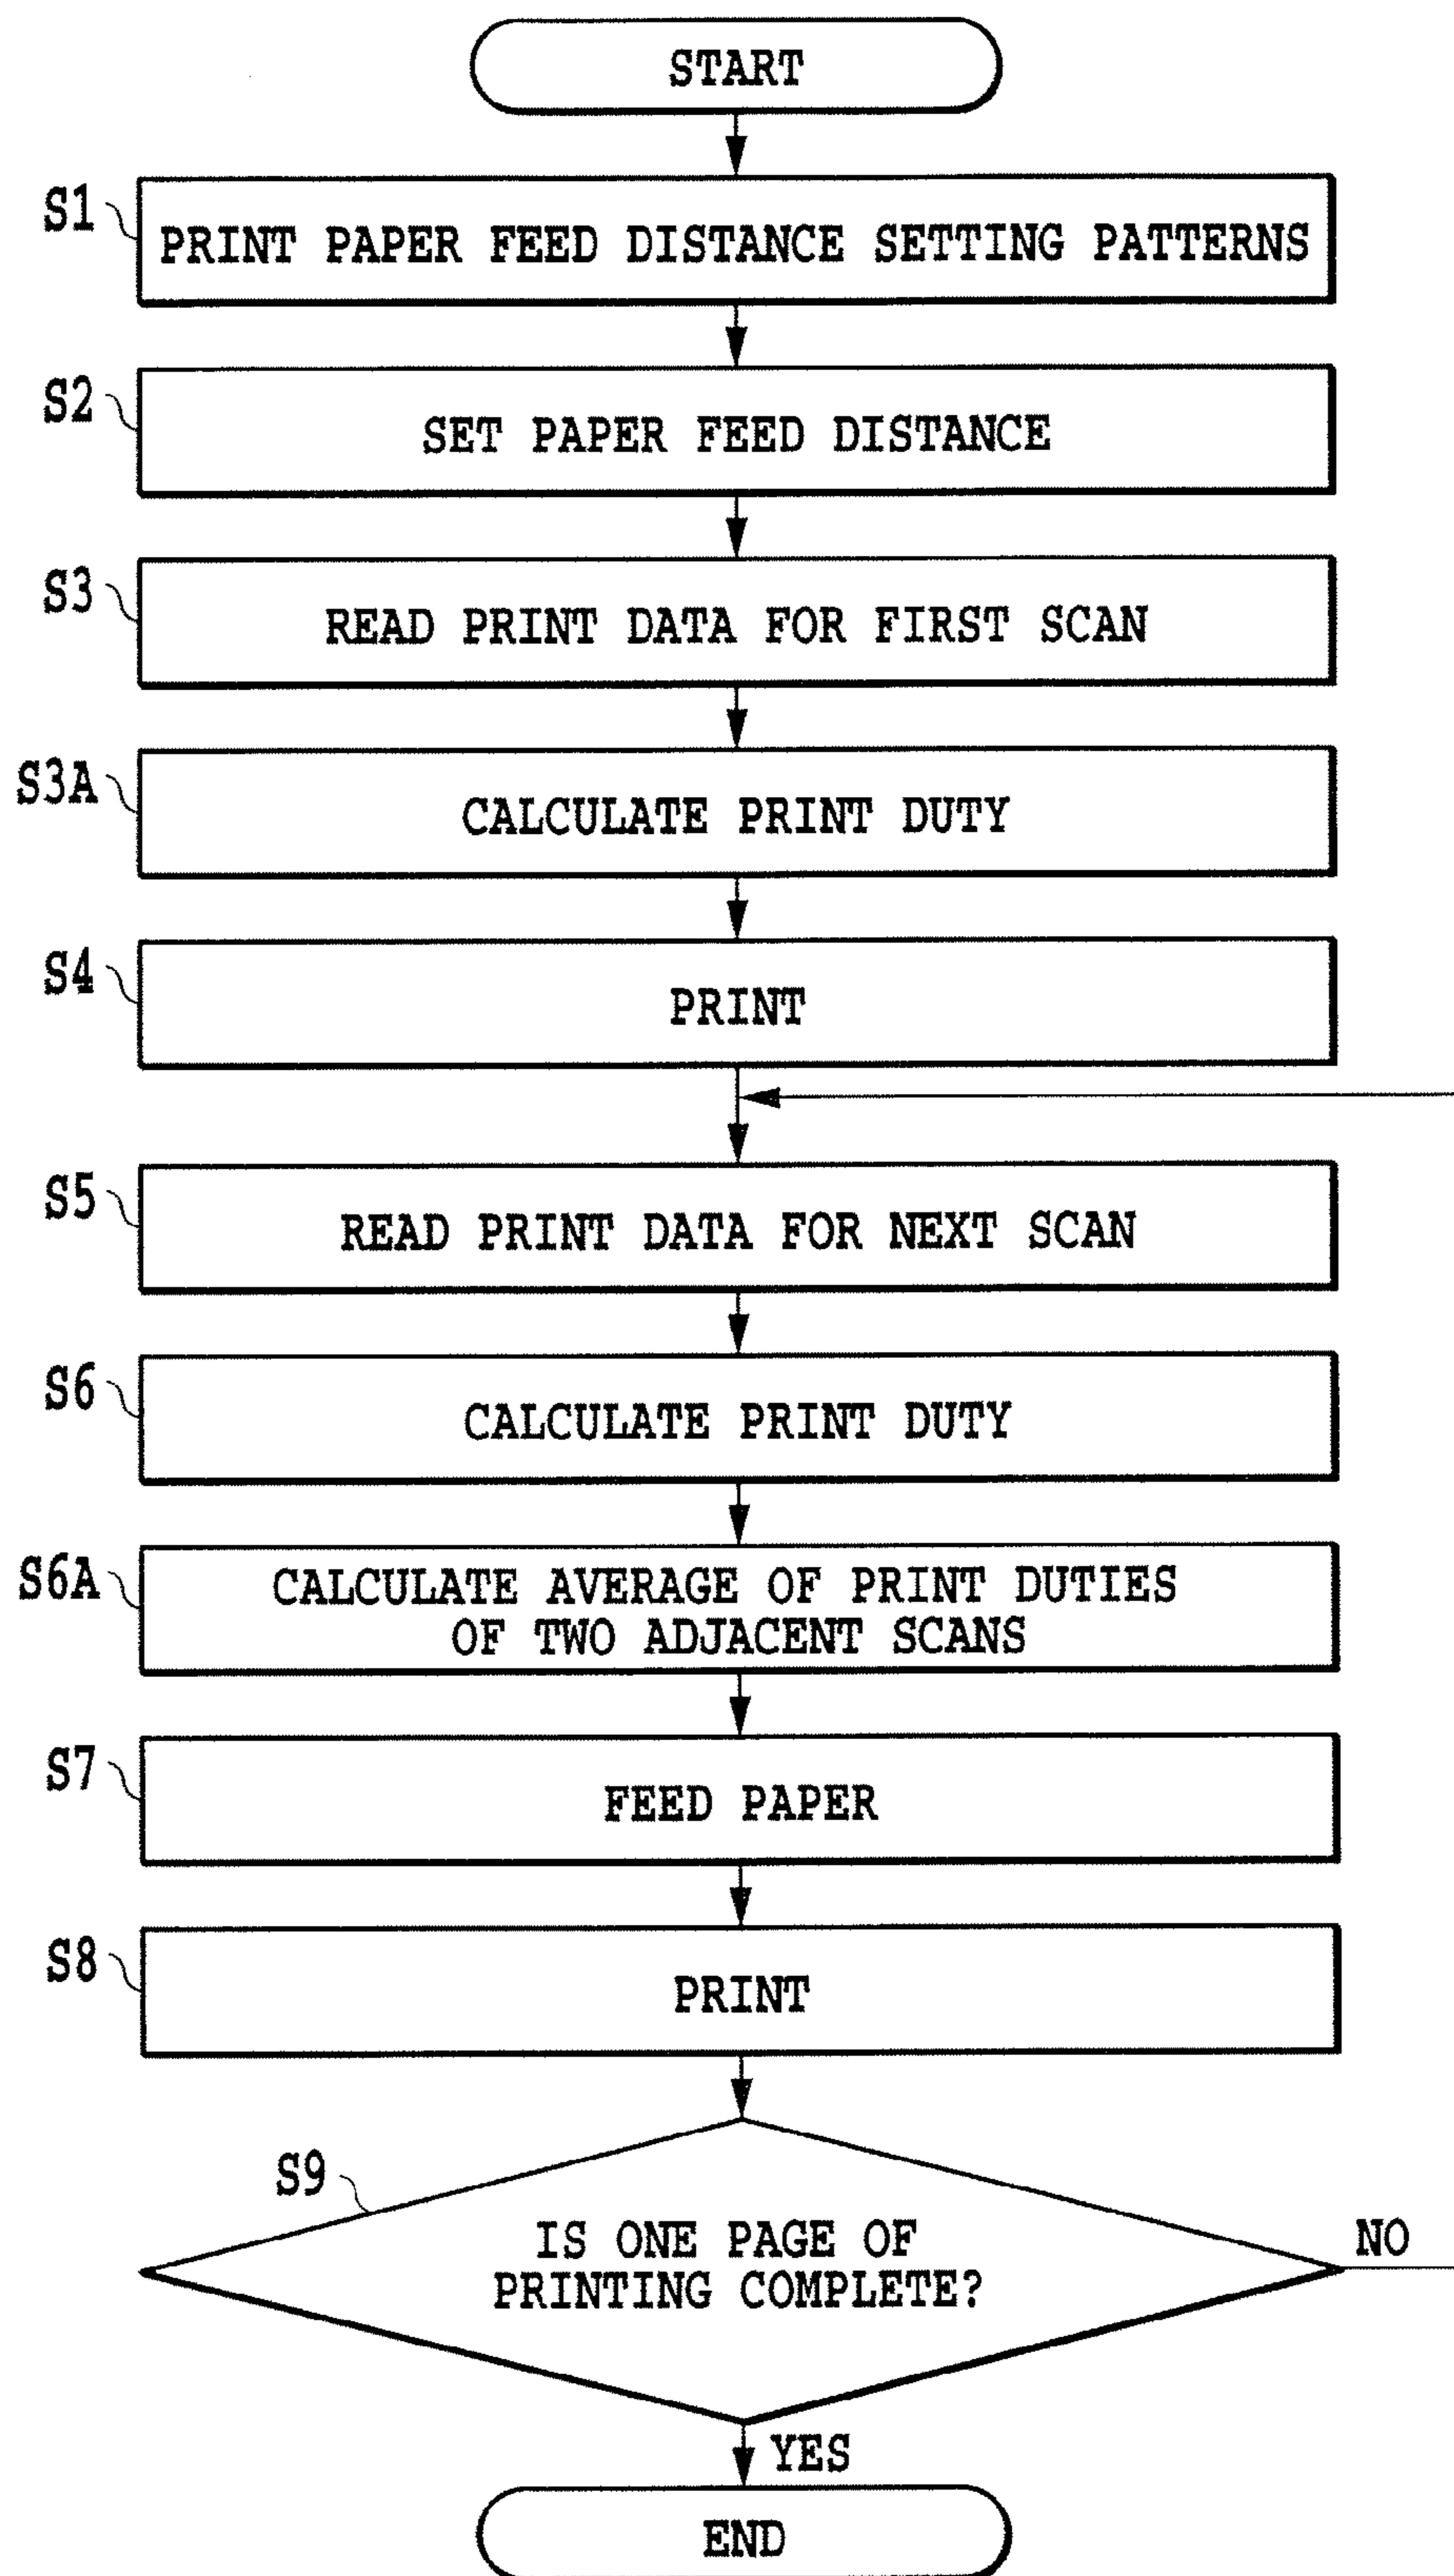 START
S1
PRINT PAPER FEED DISTANCE SETTING PATTERNS
S2
SET PAPER FEED DISTANCE
S3
READ PRINT DATA FOR FIRST SCAN
S3A
CALCULATE PRINT DUTY
S4
PRINT
S5
READ PRINT DATA FOR NEXT SCAN
S6
CALCULATE PRINT DUTY
S6A
CALCULATE AVERAGE OF PRINT DUTIES
OF TWO ADJACENT SCANS
S7
FEED PAPER
S8
PRINT
S9
IS ONE PAGE OF
PRINTING COMPLETE?
NO
YES
END